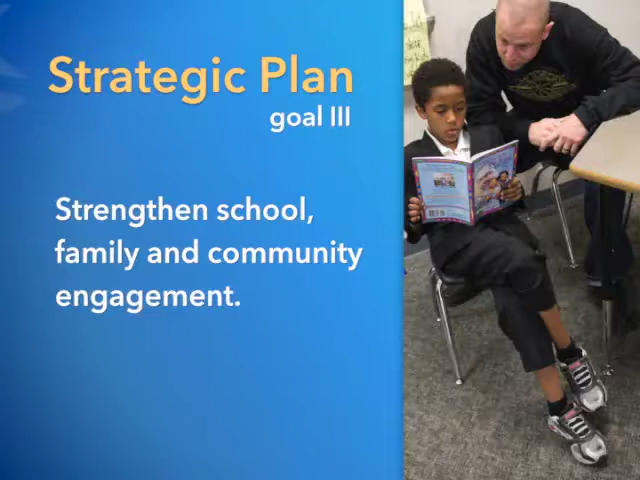 Strategic Plan
goal III
Strengthen school,
family and community
engagement.